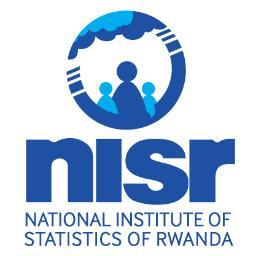 nisr
NATIONAL INSTITUTE OF
STATISTICS OF RWANDA